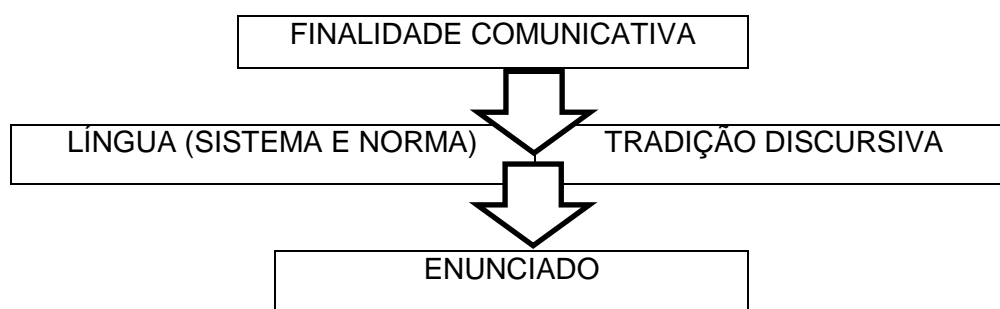 FINALIDADE COMUNICATIVA
LÍNGUA (SISTEMA E NORMA) TRADIÇÃO DISCURSIVA
ENUNCIADO